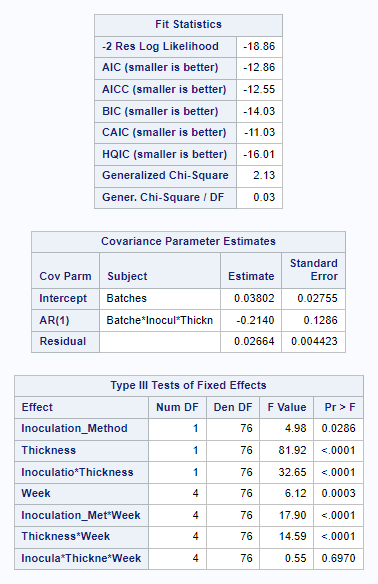 Fit Statistics
-2 Res Log Likelihood -18.86
AIC (smaller is better) -12.86
AICC (smaller is better) -12.55
BIC (smaller is better) -14.03
CAIC (smaller is better) -11.03
HQIC (smaller is better) -16.01
Generalized Chi-Square 2.13
Gener. Chi-Square / DF 0.03
Covariance Parameter Estimates
Cov Parm Subject Estimate Standard Error
Intercept Batches 0.03802 0.02755
AR(1) Batche*Inocul*Thickn -0.2140 0.1286
Residual 0.02664 0.004423
Type III Tests of Fixed Effects
Effect Num DF Den DF F Value Pr > F
Inoculation_Method 1 76 4.98 0.0286
Thickness 1 76 81.92 <.0001
Inoculatio*Thickness 1 76 32.65 <.0001
Week 4 76 6.12 0.0003
Inoculation_Met*Week 4 76 17.90 <.0001
Thickness*Week 4 76 14.59 <.0001
Inocula*Thickne*Week 4 76 0.55 0.6970